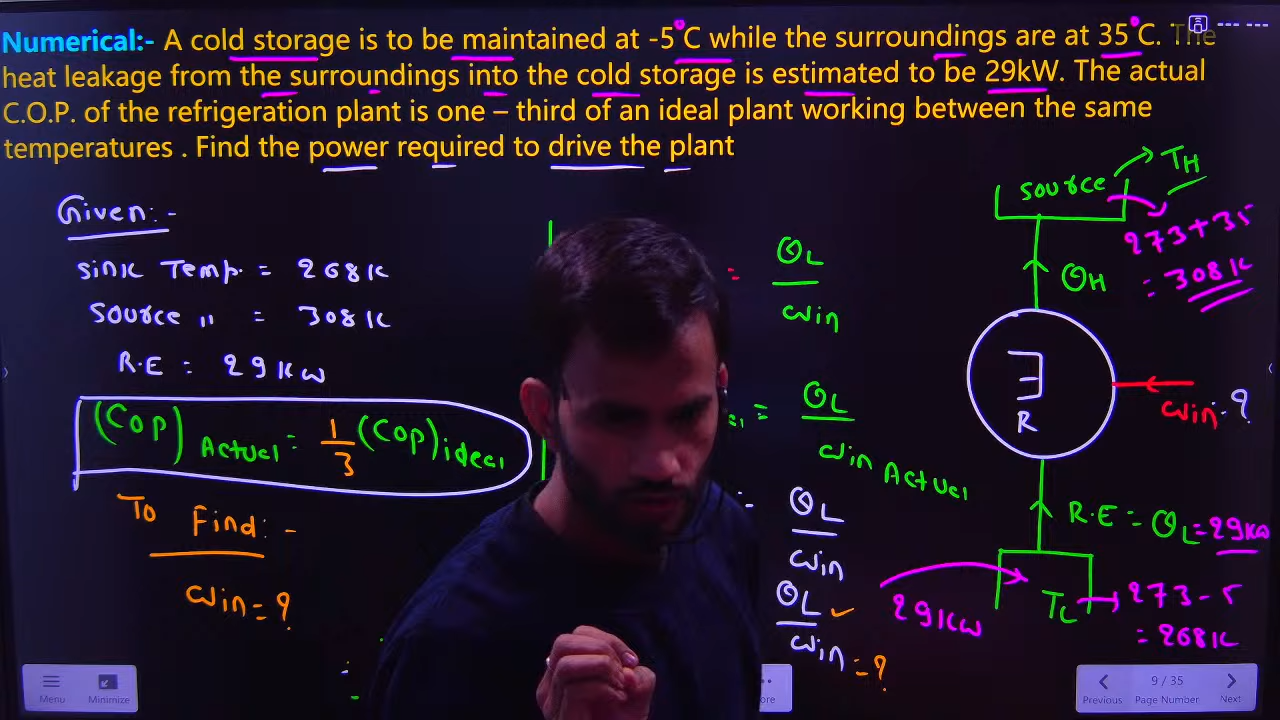 Numerical:- A cold storage is to be maintained at -5°C while the surroundings are at 35°C. The
heat leakage from the surroundings into the cold storage is estimated to be 29kW. The actual
C.O.P. of the refrigeration plant is one – third of an ideal plant working between the same
temperatures . Find the power required to drive the plant
Given:-
Sink Temp. = 268K
Source " = 308K
R.E = 29KW
(COP) Actual = 1/3 (COP) ideal
To Find:-
Win = ?
= QL
Win
= QL
Win Actual
QL
Win
QL
Win = ?
Source
TH
273+35
= 308K
QH
R
Win = ?
R.E = QL = 29KW
29KW
TL
273-5
= 268K
Menu
Minimize
Previous
9 / 35
Page Number
Next